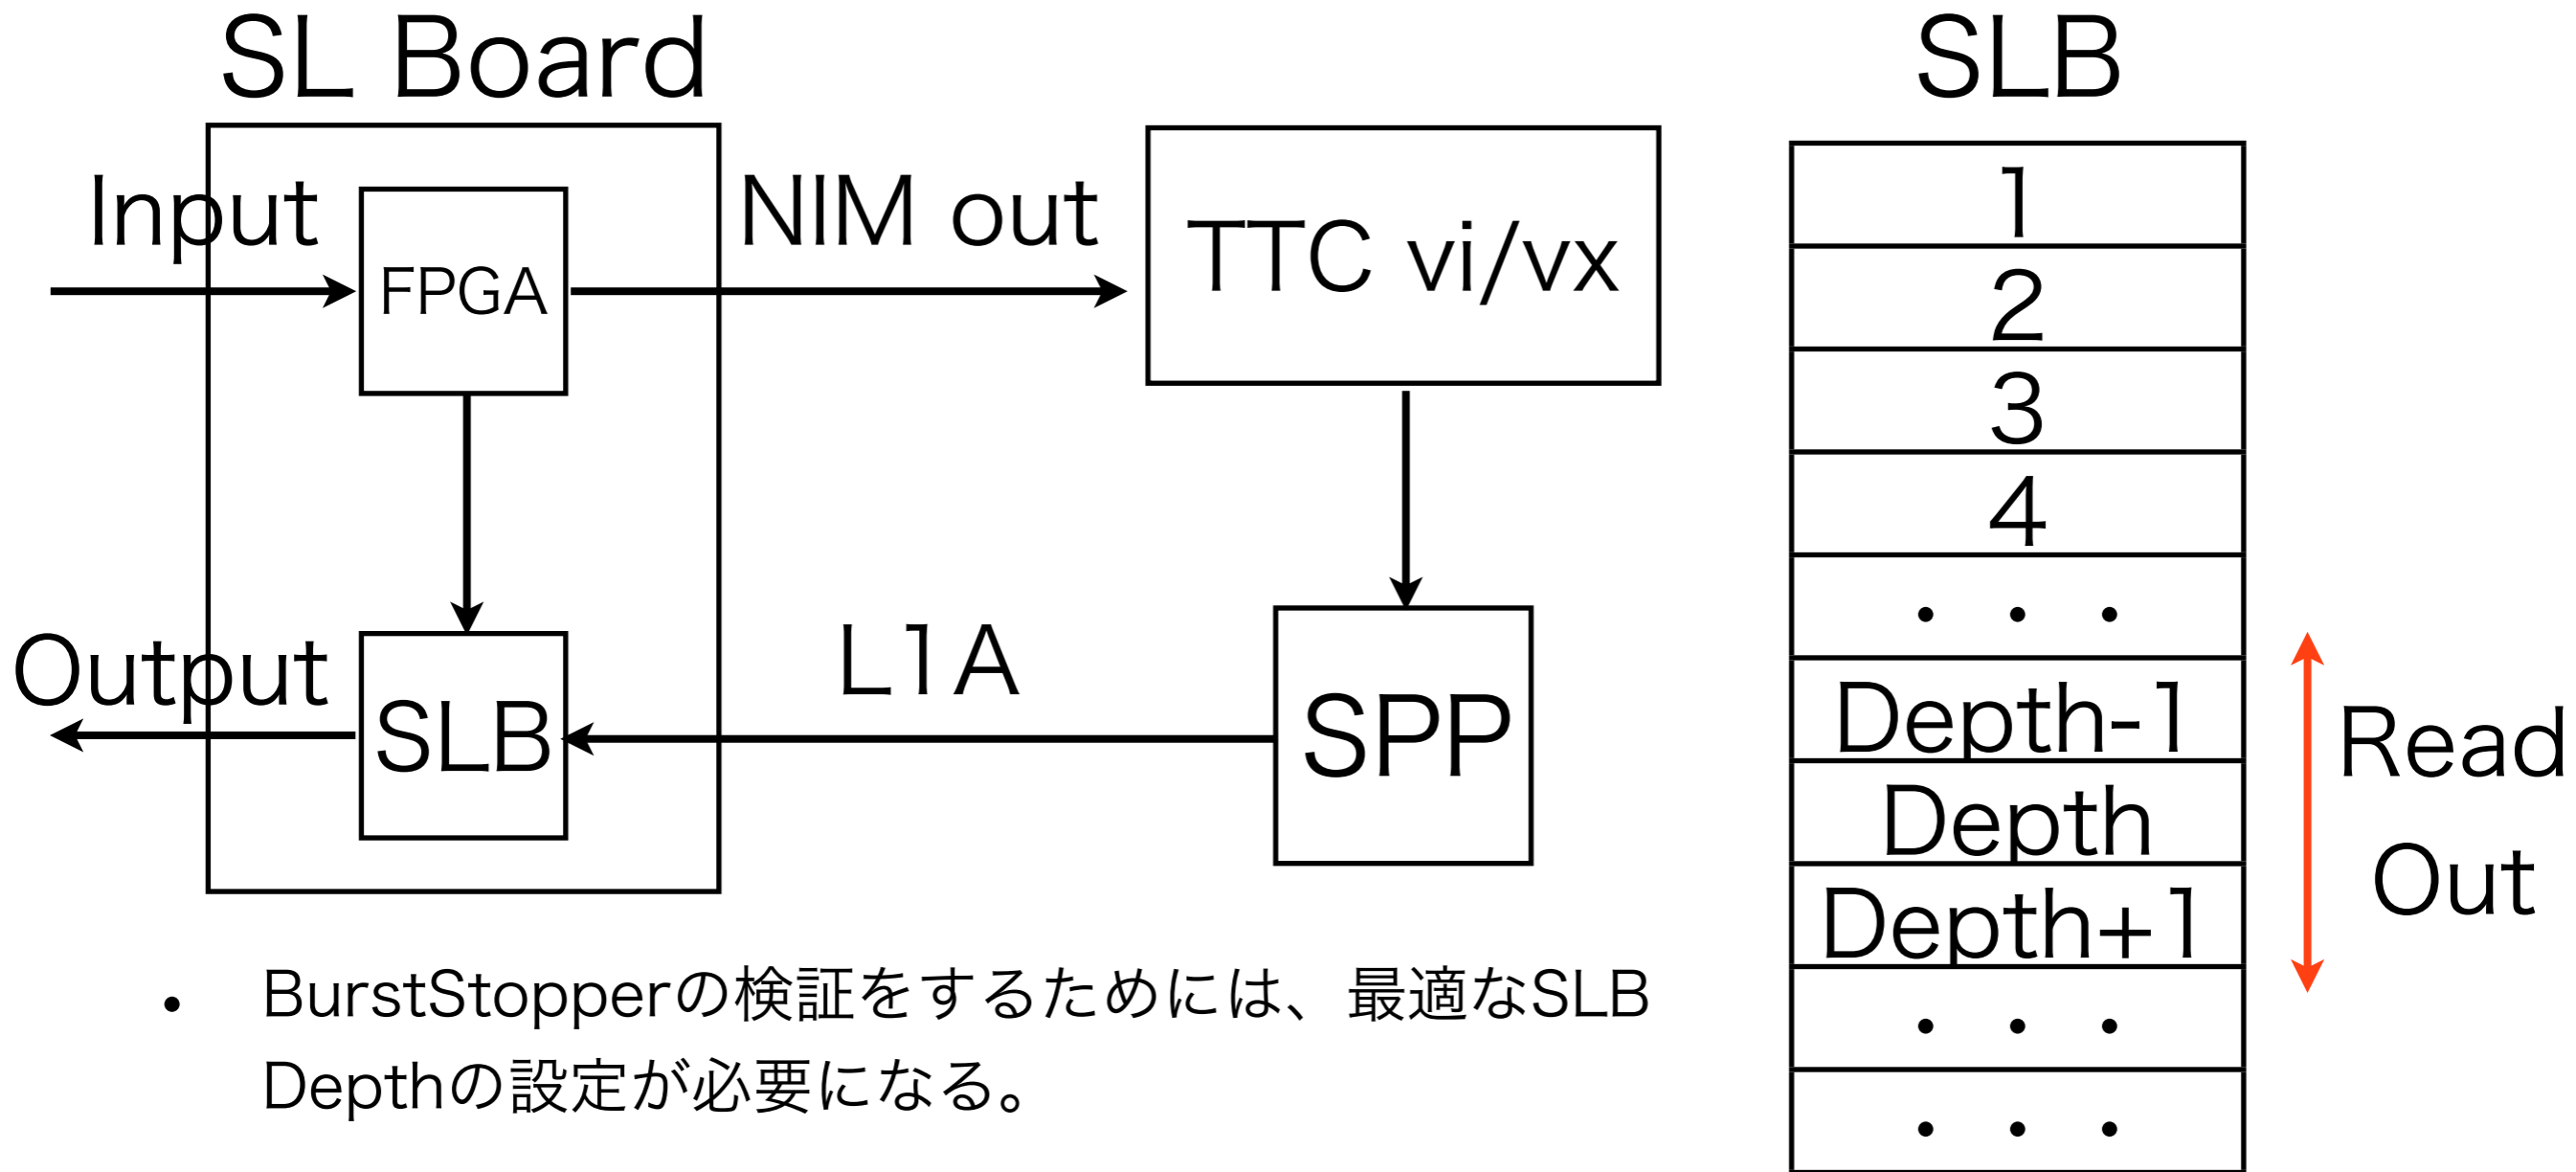 SL Board
Input
FPGA
NIM out
TTC vi/vx
Output
SLB
L1A
SPP
• BurstStopperの検証をするためには、最適なSLB
Depthの設定が必要になる。
SLB
1
2
3
4
・・・
Depth-1
Depth
Depth+1
・・・
・・・
Read
Out